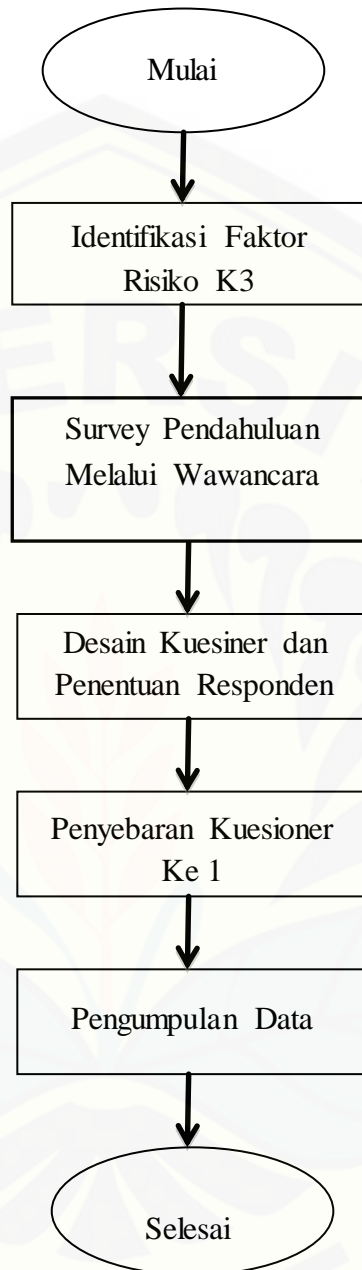 Mulai
Identifikasi Faktor
Risiko K3
Survey Pendahuluan
Melalui Wawancara
Desain Kuesiner dan
Penentuan Responden
Penyebaran Kuesioner
Ke 1
Pengumpulan Data
Selesai